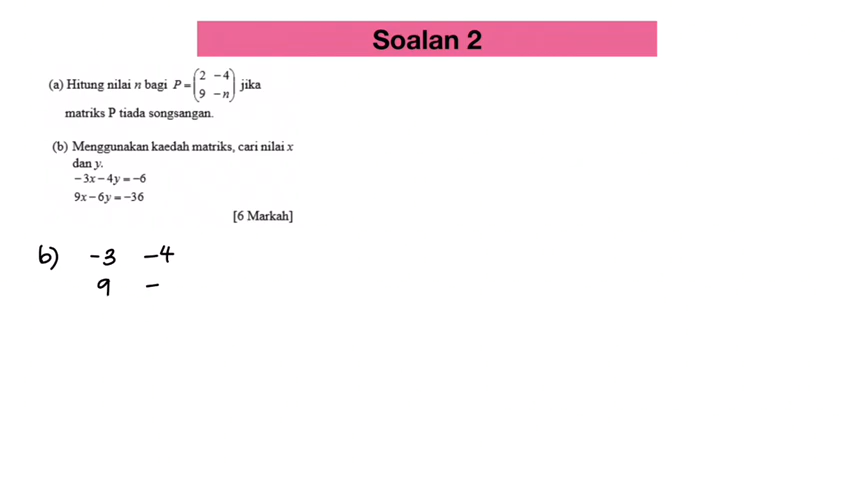 Soalan 2
(a) Hitung nilai n bagi P = (2 -4
9 -n) jika
matriks P tiada songsangan.
(b) Menggunakan kaedah matriks, cari nilai x
dan y.
-3x-4y=-6
9x-6y=-36
[6 Markah]
b) -3 -4
9 -